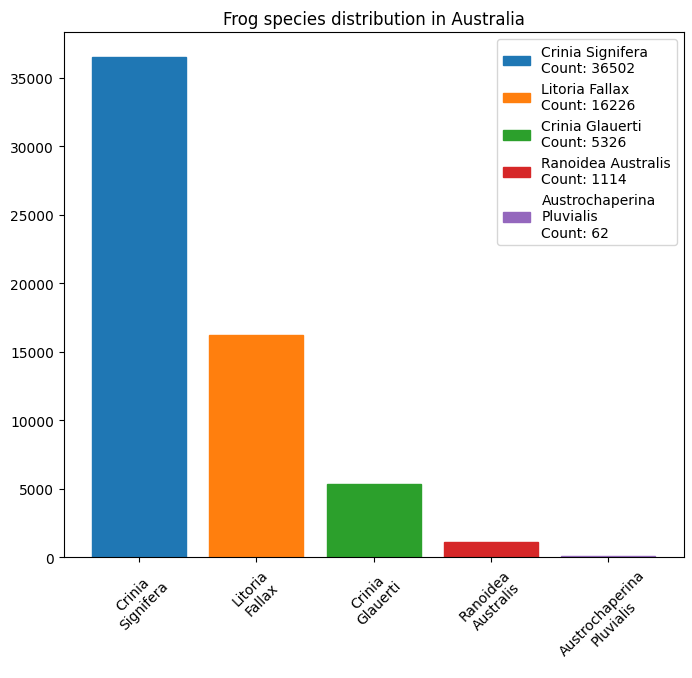 Frog species distribution in Australia
Crinia Signifera
Count: 36502
Litoria Fallax
Count: 16226
Crinia Glauerti
Count: 5326
Ranoidea Australis
Count: 1114
Austrochaperina
Pluvialis
Count: 62
35000
30000
25000
20000
15000
10000
5000
0
Crinia
Signifera
Litoria
Fallax
Crinia
Glauerti
Ranoidea
Australis
Austrochaperina
Pluvialis